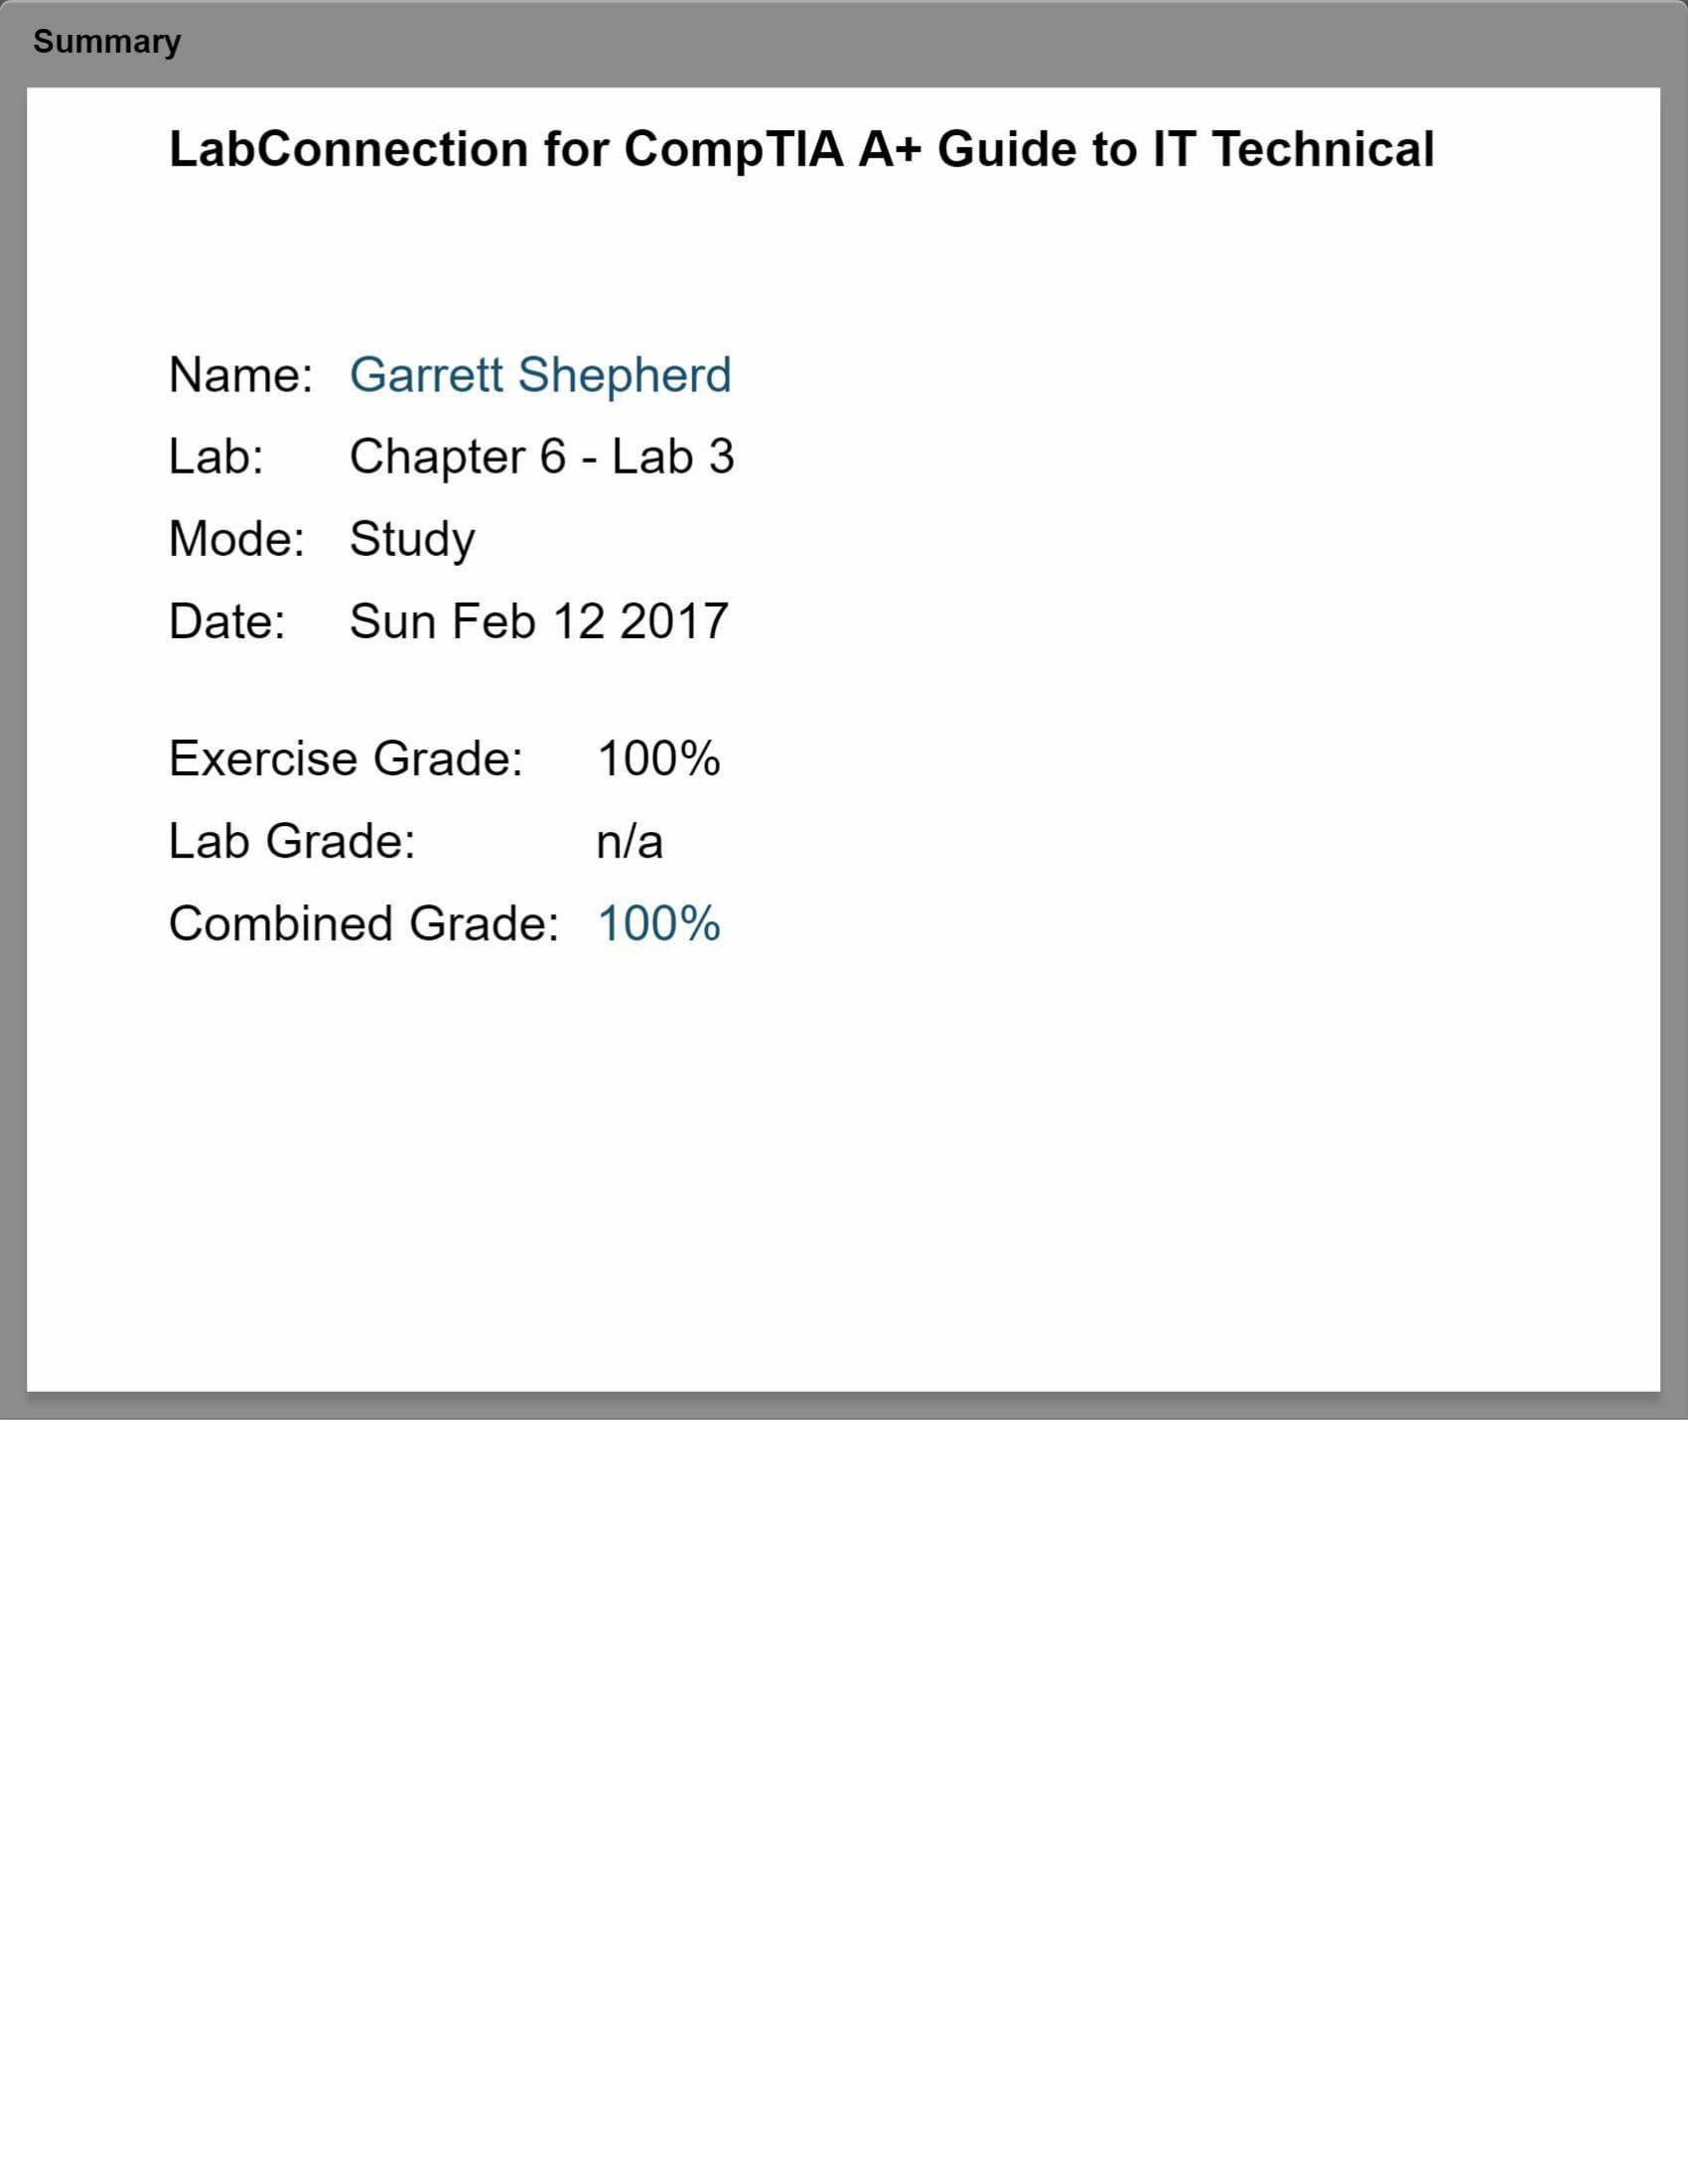 Summary
LabConnection for CompTIA A+ Guide to IT Technical
Name: Garrett Shepherd
Lab: Chapter 6 - Lab 3
Mode: Study
Date: Sun Feb 12 2017
Exercise Grade: 100%
Lab Grade: n/a
Combined Grade: 100%